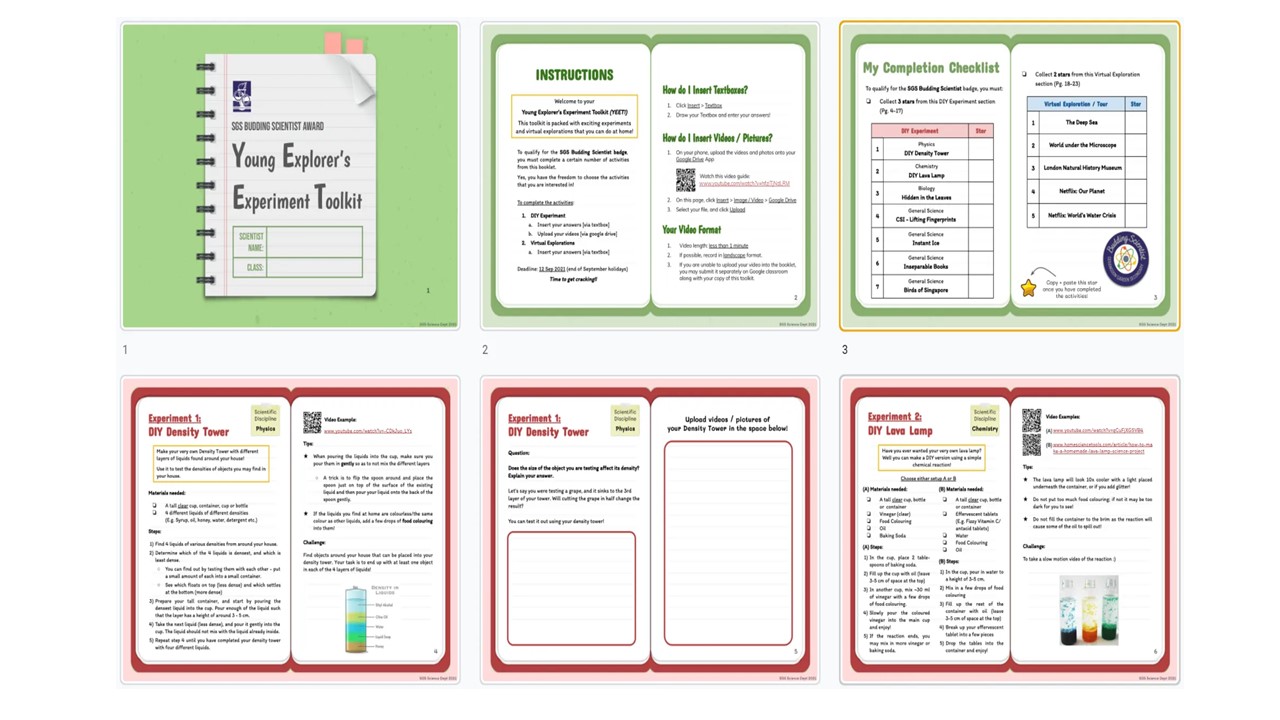 SGS BUDDING SCIENTIST AWARD
Young Explorer's
Experiment Toolkit
SCIENTIST
NAME:
CLASS:
1
SGS Science Dept 2021
1
INSTRUCTIONS
Welcome to your
Young Explorer's Experiment Toolkit (YEET)!
This toolkit is packed with exciting experiments
and virtual explorations that you can do at home!
To qualify for the SGS Budding Scientist badge,
you must complete a certain number of activities
from this booklet.
Yes, you have the freedom to choose the activities
that you are interested in!
To complete the activities:
1. DIY Experiment
a. Insert your answers [via textbox]
b. Upload your videos [via google drive]
2. Virtual Explorations
a. Insert your answers [via textbox]
Deadline: 12 Sep 2021 (end of September holidays)
Time to get cracking!!
How do I Insert Textboxes?
1. Click Insert > Textbox
2. Draw your Textbox and enter your answers!
How do I Insert Videos / Pictures?
1. On your phone, upload the videos and photos onto your
Google Drive App
Watch this video guide:
2. On this page, click Insert > Image / Video > Google Drive
3. Select your file, and click Upload
Your Video Format
1. Video length: less than 1 minute
2. If possible, record in landscape format.
3. If you are unable to upload your video into the booklet,
you may submit it separately on Google classroom
along with your copy of this toolkit.
2
SGS Science Dept 2021
2
My Completion Checklist
To qualify for the SGS Budding Scientist badge, you must:
❏ Collect 3 stars from this DIY Experiment section
(Pg. 4-17)
DIY Experiment Star
1 Physics
DIY Density Tower
2 Chemistry
DIY Lava Lamp
3 Biology
Hidden in the Leaves
4 General Science
CSI - Lifting Fingerprints
5 General Science
Instant Ice
6 General Science
Inseparable Books
7 General Science
Birds of Singapore
❏ Collect 2 stars from this Virtual Exploration
section (Pg. 18-23)
Virtual Exploration / Tour Star
1 The Deep Sea
2 World under the Microscope
3 London Natural History Museum
4 Netflix: Our Planet
5 Netflix: World's Water Crisis
Budding Scientist
Copy + paste this star
once you have completed
the activities!
3
SGS Science Dept 2021
3
Experiment 1:
DIY Density Tower
Scientific
Discipline
Physics
Make your very own Density Tower with different
layers of liquids found around your house!
Use it to test the densities of objects you may find in
your house.
Materials needed:
❏ A tall clear cup, container, cup or bottle
❏ 4 different liquids of different densities
(E.g. Syrup, oil, honey, water, detergent etc.)
Steps:
1) Find 4 liquids of various densities from around your house.
2) Determine which of the 4 liquids is densest, and which is
least dense.
○ You can find out by testing them with each other - put
a small amount of each into a small container.
○ See which floats on top (less dense) and which settles
at the bottom (more dense)
3) Prepare your tall container, and start by pouring the
densest liquid into the cup. Pour enough of the liquid such
that the layer has a height of around 3 - 5 cm.
4) Take the next liquid (less dense), and pour it gently into the
cup. The liquid should not mix with the liquid already inside.
5) Repeat step 4 until you have completed your density tower
with four different liquids.
Video Example:
Tips:
★ When pouring the liquids into the cup, make sure you
pour them in gently so as to not mix the different layers
○ A trick is to flip the spoon around and place the
spoon just on top of the surface of the existing
liquid and then pour your liquid onto the back of the
spoon gently.
★ If the liquids you find at home are colourless/the same
colour as other liquids, add a few drops of food colouring
into them!
Challenge:
Find objects around your house that can be placed into your
density tower. Your task is to end up with at least one object
in each of the 4 layers of liquids!
DENSITY IN
LIQUIDS
4
SGS Science Dept 2021
Experiment 1:
DIY Density Tower
Scientific
Discipline
Physics
Question:
Does the size of the object you are testing affect its density?
Explain your answer.
Let's say you were testing a grape, and it sinks to the 3rd
layer of your tower. Will cutting the grape in half change the
result?
You can test it out using your density tower!
Upload videos / pictures of
your Density Tower in the space below!
5
SGS Science Dept 2021
Experiment 2:
DIY Lava Lamp
Scientific
Discipline
Chemistry
Have you ever wanted your very own lava lamp?
Well you can make a DIY version using a simple
chemical reaction!
Choose either setup A or B
(A) Materials needed:
❏ A tall clear cup, bottle
or container
❏ Vinegar (clear)
❏ Food Colouring
❏ Oil
❏ Baking Soda
(A) Steps:
1) In the cup, place 2 table-
spoons of baking soda.
2) Fill up the cup with oil (leave
3-5 cm of space at the top)
3) In another cup, mix ~30 ml
of vinegar with a few drops
of food colouring.
4) Slowly pour the coloured
vinegar into the main cup
and enjoy!
5) If the reaction ends, you
may mix in more vinegar or
baking soda.
(B) Materials needed:
❏ A tall clear cup, bottle
or container
❏ Effervescent tablets
(E.g. Fizzy Vitamin C/
antacid tablets)
❏ Water
❏ Food Colouring
❏ Oil
(B) Steps:
1) In the cup, pour in water to
a height of 3-5 cm.
2) Mix in a few drops of food
colouring
3) Fill up the rest of the
container with oil (leave
2-3 cm of space at top)
4) Break up your effervescent
tablet into a few pieces
5) Drop the tablets into the
container and enjoy!
Video Examples:
Tips:
★ The lava lamp will look 10x cooler with a light placed
underneath the container, or if you add glitter!
★ Do not put too much food colouring, if not it may be too
dark for you to see!
★ Do not fill the container to the brim as the reaction will
cause some of the oil to spill out!
Challenge:
To take a slow motion video of the reaction :)
6
SGS Science Dept 2021